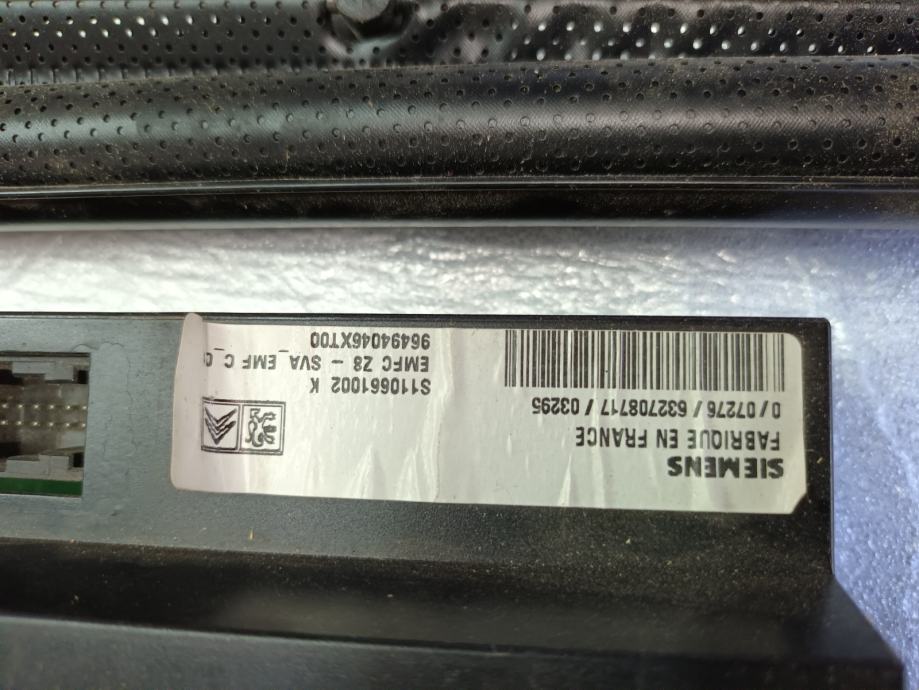 SIEMENS
FABRIQUE EN FRANCE
0/07276/632708717/03295
S110661002 K
EMFC Z8 - SVA_EMF C_
96494046XT00